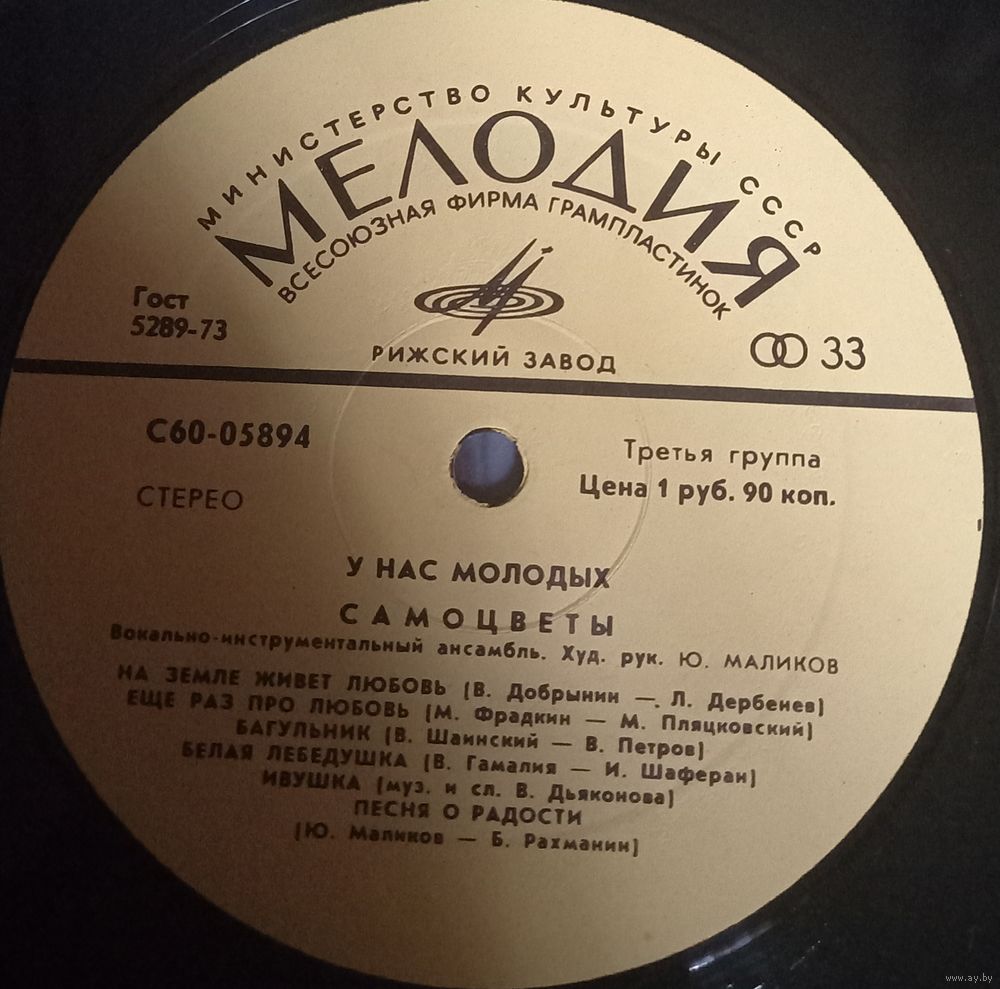 МИНИСТЕРСТВО КУЛЬТУРЫ СССР
МЕЛОДИЯ
ВСЕСОЮЗНАЯ ФИРМА ГРАМПЛАСТИНОК
Гост
5289-73
РИЖСКИЙ ЗАВОД
33
С60-05894
СТЕРЕО
Третья группа
Цена 1 руб. 90 коп.
У НАС МОЛОДЫХ
САМОЦВЕТЫ
Вокально-инструментальный ансамбль. Худ. рук. Ю. МАЛИКОВ
НА ЗЕМЛЕ ЖИВЕТ ЛЮБОВЬ (В. Добрынин — Л. Дербенев)
ЕЩЕ РАЗ ПРО ЛЮБОВЬ (М. Фрадкин — М. Пляцковский)
БАГУЛЬНИК (В. Шаинский — В. Петров)
БЕЛАЯ ЛЕБЕДУШКА (В. Гамалия — И. Шаферан)
ИВУШКА (муз. и сл. В. Дьяконова)
ПЕСНЯ О РАДОСТИ
(Ю. Маликов — Б. Рахманин)
www.ay.by